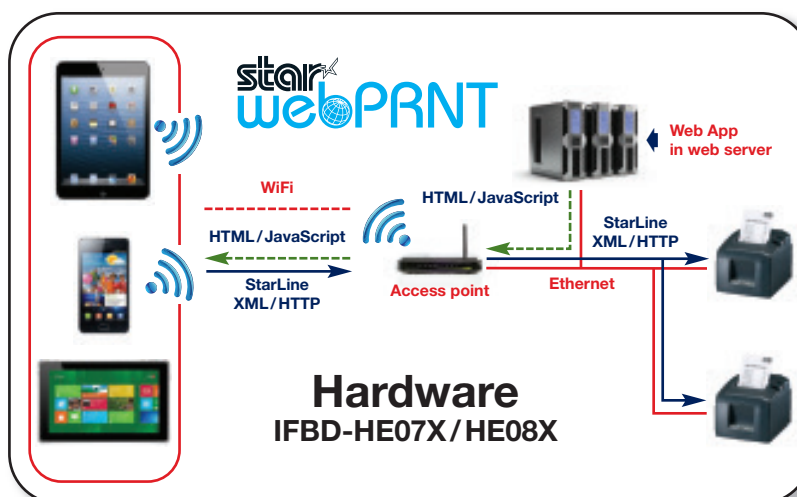 star
webPRNT
Web App
in web server
WiFi
HTML/JavaScript
HTML/JavaScript
StarLine
XML/HTTP
StarLine
XML/HTTP
Access point
Ethernet
Hardware
IFBD-HE07X/HE08X